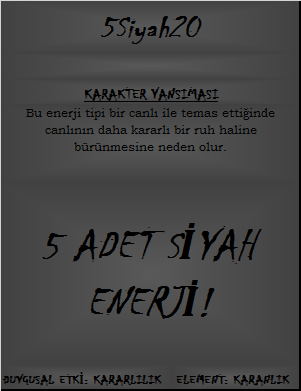 5Siyah20
KARAKTER YANSIMASI
Bu enerji tipi bir canlı ile temas ettiğinde
canlının daha kararlı bir ruh haline
bürünmesine neden olur.
5 ADET SİYAH
ENERJİ!
DUYGUSAL ETKİ: KARARLILIK ELEMENT: KARANLIK